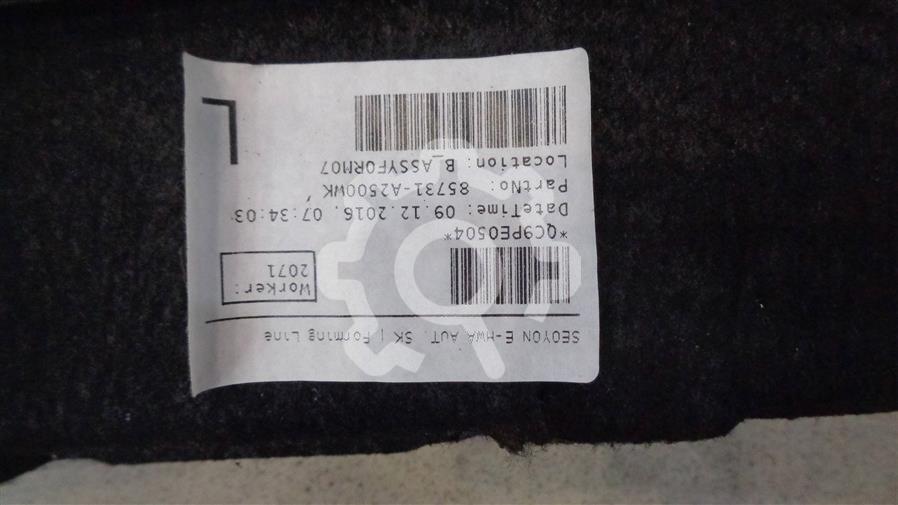 SEOYON E-HWA AUT. SK | Forming Line
Worker:
2071
*QC9PE0504*
DateTime: 09.12.2016. 07:34:03
PartNo: 85731-A2500WK
Location: B_ASSYFORM07
L